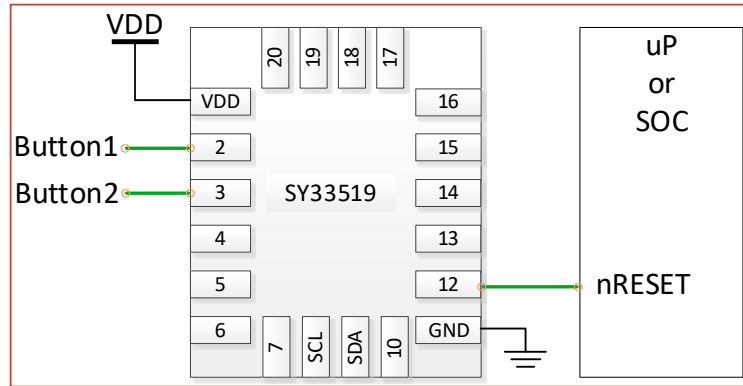 VDD
20 19 18 17
VDD 16
Button1 2 15
Button2 3 SY33519 14
4 13
5 12 nRESET
6 7 SCL SDA 10 GND
uP
or
SOC